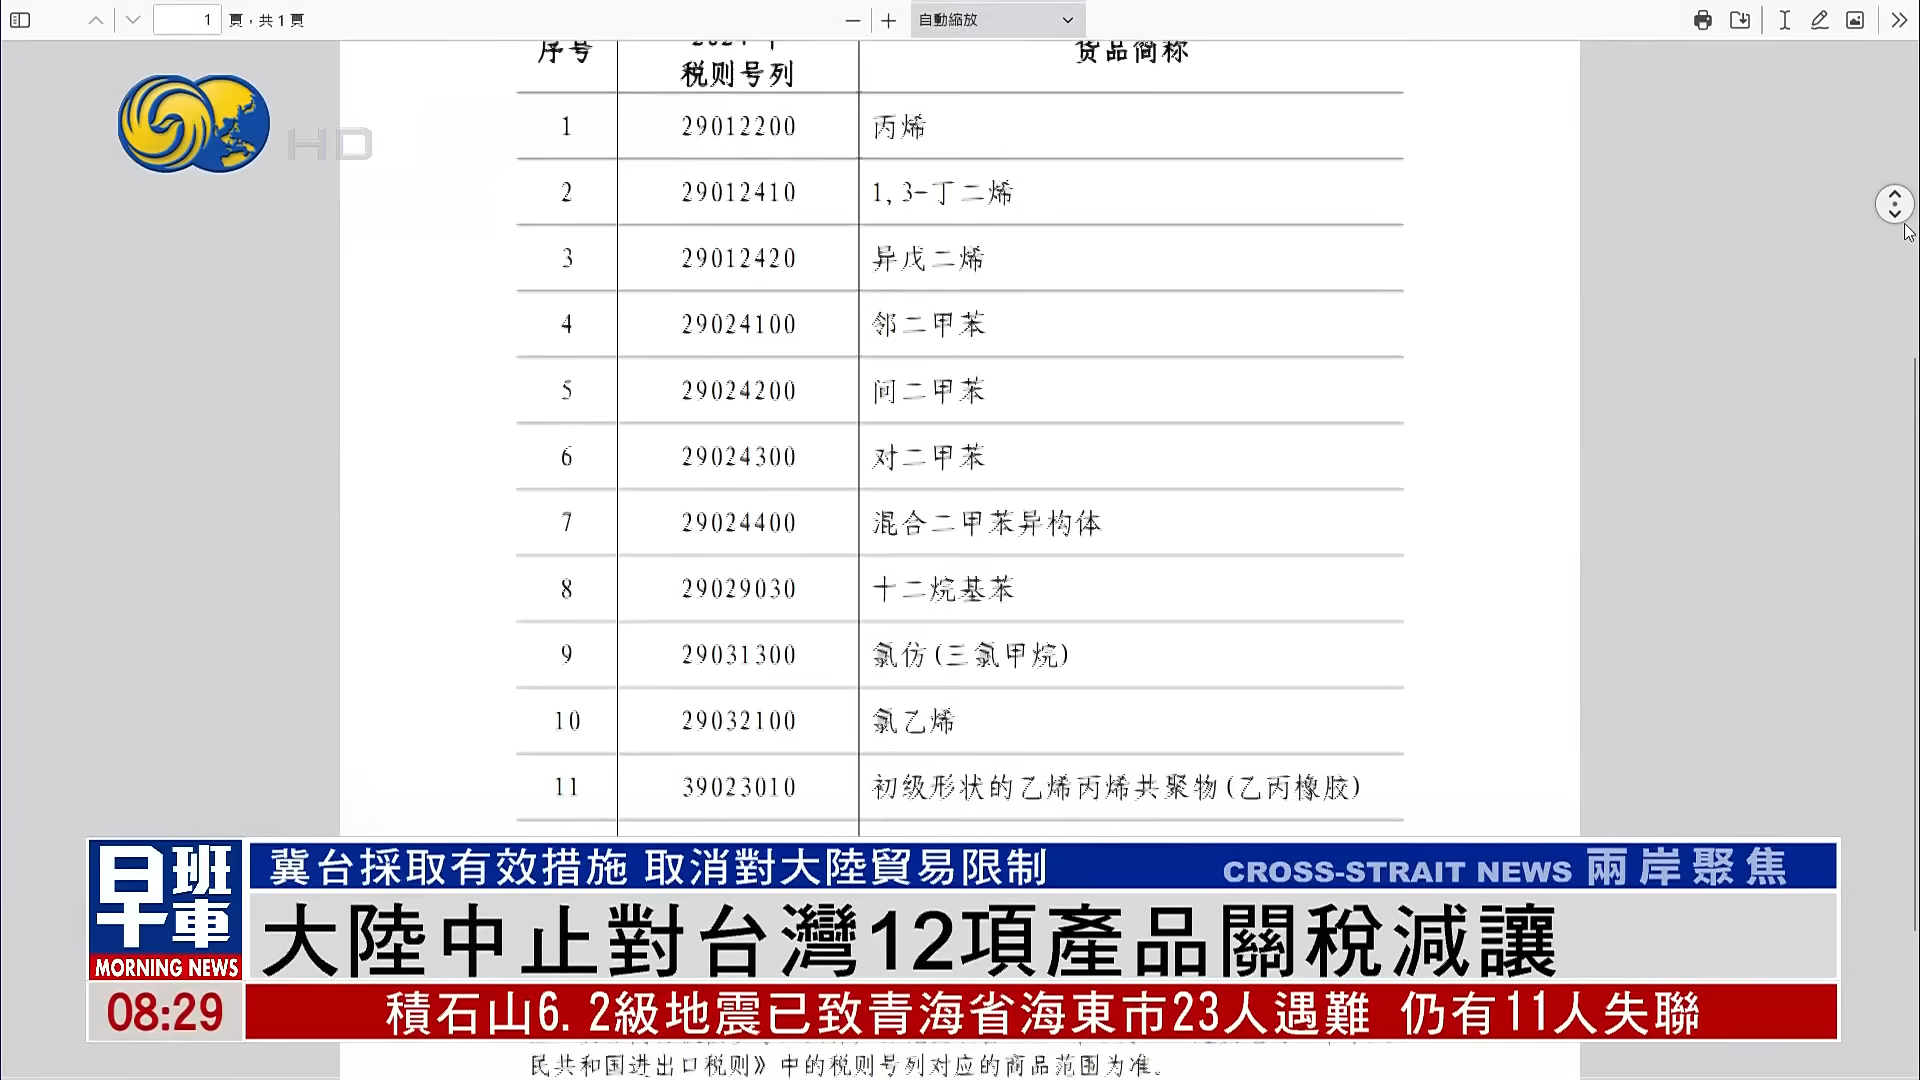 1 頁，共 1 頁
自動縮放
HD
序号
税则号列
货品简称
1 29012200 丙烯
2 29012410 1,3-丁二烯
3 29012420 异戊二烯
4 29024100 邻二甲苯
5 29024200 间二甲苯
6 29024300 对二甲苯
7 29024400 混合二甲苯异构体
8 29029030 十二烷基苯
9 29031300 氯仿(三氯甲烷)
10 29032100 氯乙烯
11 39023010 初级形状的乙烯丙烯共聚物(乙丙橡胶)
早班車
MORNING NEWS
08:29
冀台採取有效措施 取消對大陸貿易限制
CROSS-STRAIT NEWS 兩岸聚焦
大陸中止對台灣12項產品關稅減讓
積石山6.2級地震已致青海省海東市23人遇難 仍有11人失聯
民共和国进出口税则》中的税则号列对应的商品范围为准。